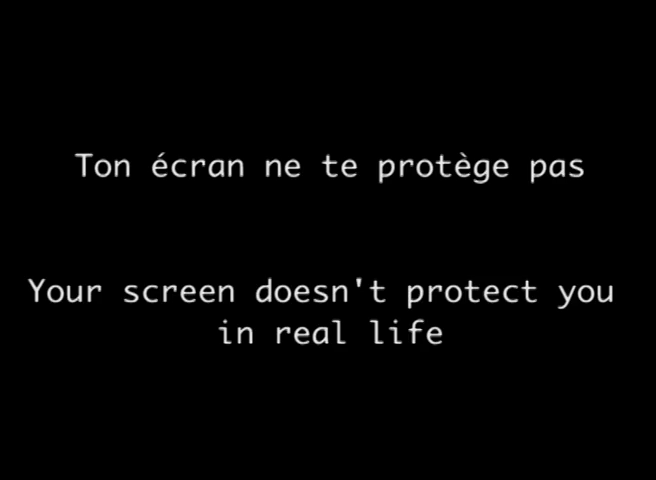 Ton écran ne te protège pas
Your screen doesn't protect you
in real life